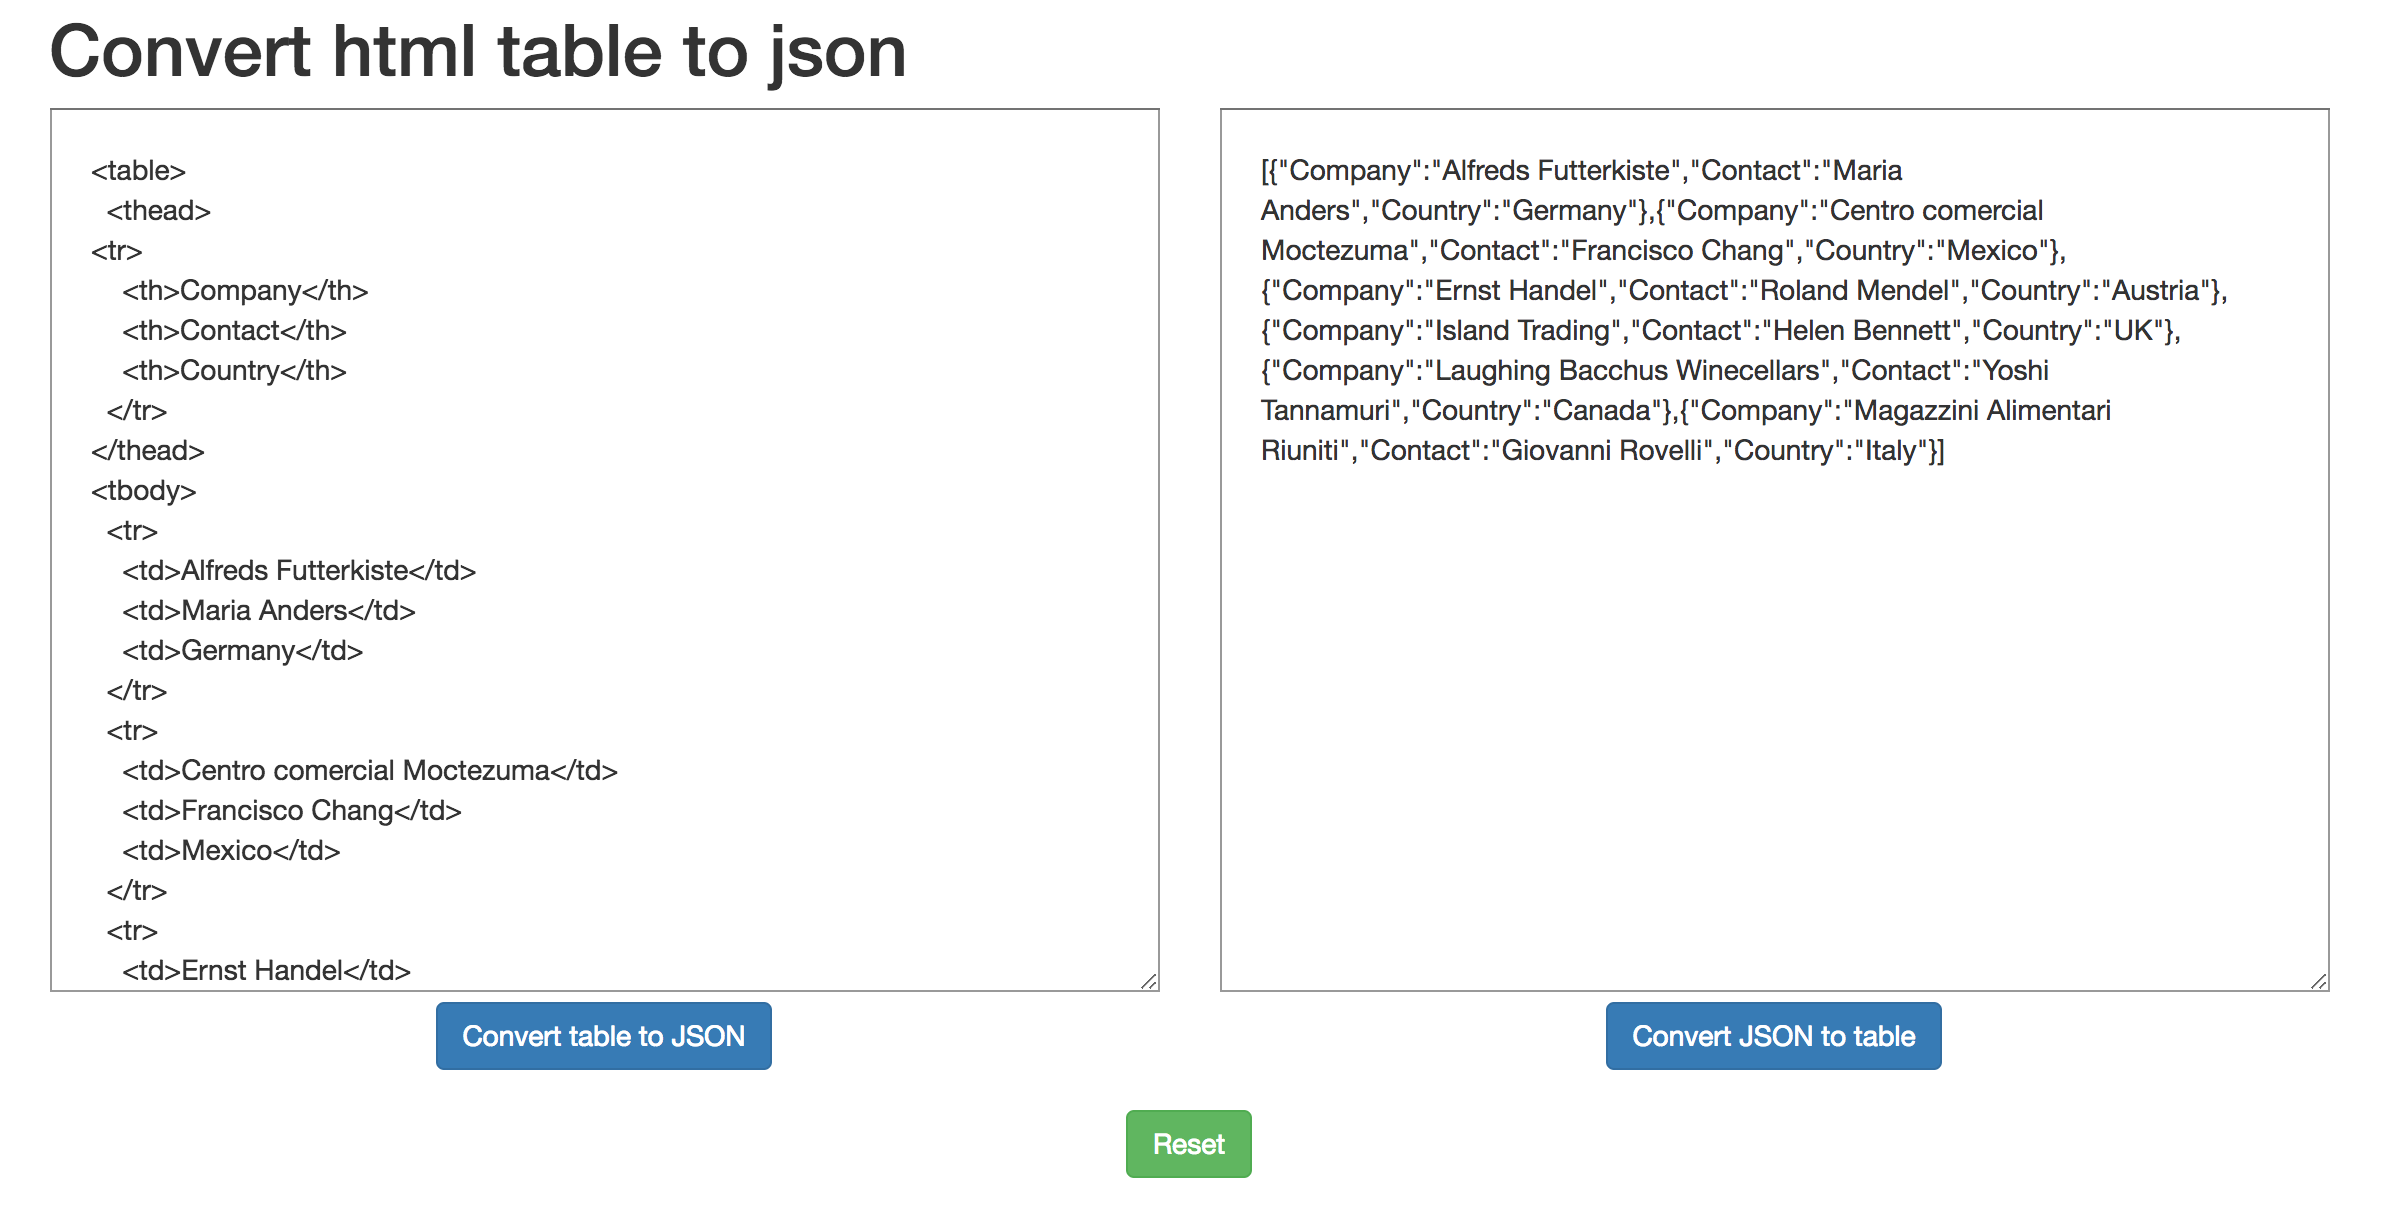 Convert html table to json
<table>
<thead>
<tr>
<th>Company</th>
<th>Contact</th>
<th>Country</th>
</tr>
</thead>
<tbody>
<tr>
<td>Alfreds Futterkiste</td>
<td>Maria Anders</td>
<td>Germany</td>
</tr>
<tr>
<td>Centro comercial Moctezuma</td>
<td>Francisco Chang</td>
<td>Mexico</td>
</tr>
<tr>
<td>Ernst Handel</td>
[{"Company":"Alfreds Futterkiste","Contact":"Maria
Anders","Country":"Germany"},{"Company":"Centro comercial
Moctezuma","Contact":"Francisco Chang","Country":"Mexico"},
{"Company":"Ernst Handel","Contact":"Roland Mendel","Country":"Austria"},
{"Company":"Island Trading","Contact":"Helen Bennett","Country":"UK"},
{"Company":"Laughing Bacchus Winecellars","Contact":"Yoshi
Tannamuri","Country":"Canada"},{"Company":"Magazzini Alimentari
Riuniti","Contact":"Giovanni Rovelli","Country":"Italy"}]
Convert table to JSON
Convert JSON to table
Reset